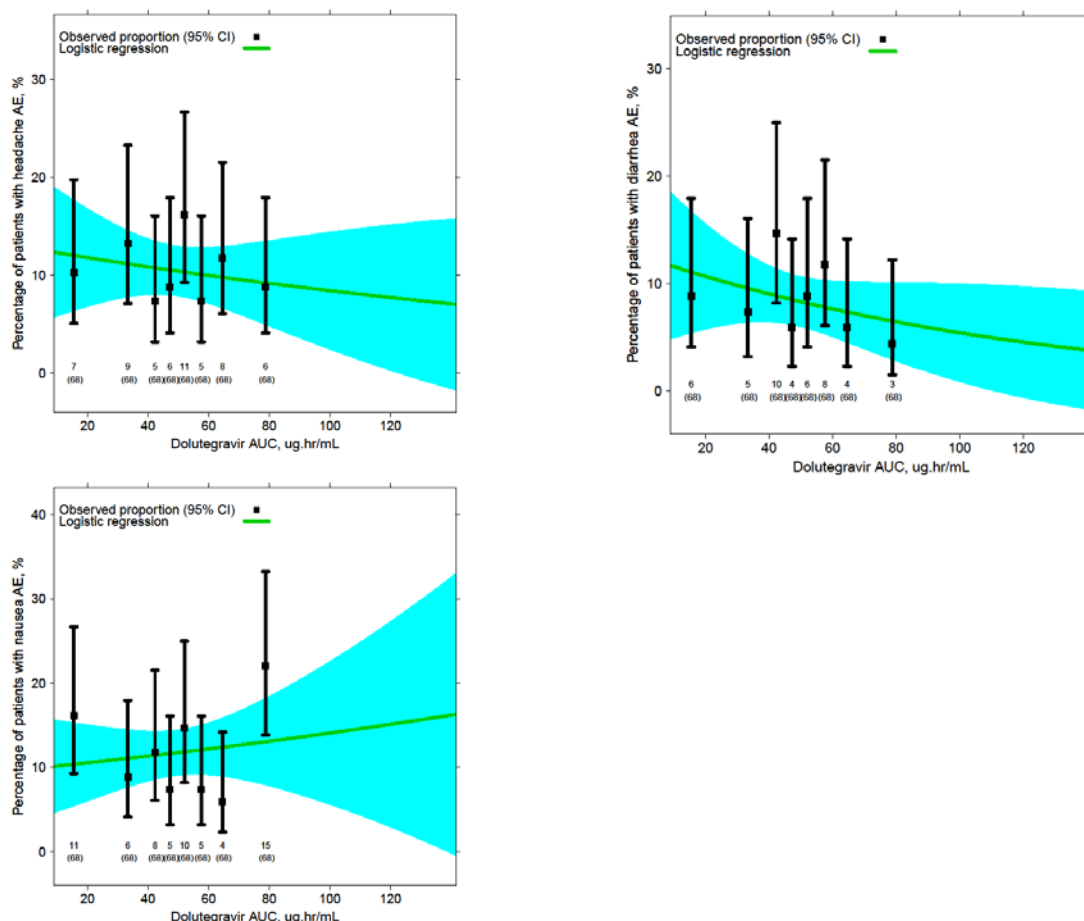 Observed proportion (95% CI)
Logistic regression
Percentage of patients with headache AE, %
30
20
10
0
7 9 5 6 11 5 8 6
(68) (68) (68) (68) (68) (68) (68) (68)
20 40 60 80 100 120
Dolutegravir AUC, ug.hr/mL
Observed proportion (95% CI)
Logistic regression
Percentage of patients with diarrhea AE, %
30
20
10
0
6 5 10 4 6 8 4 3
(68) (68) (68) (68) (68) (68) (68) (68)
20 40 60 80 100 120
Dolutegravir AUC, ug.hr/mL
Observed proportion (95% CI)
Logistic regression
Percentage of patients with nausea AE, %
40
30
20
10
0
11 6 8 5 10 5 4 15
(68) (68) (68) (68) (68) (68) (68) (68)
20 40 60 80 100 120
Dolutegravir AUC, ug.hr/mL